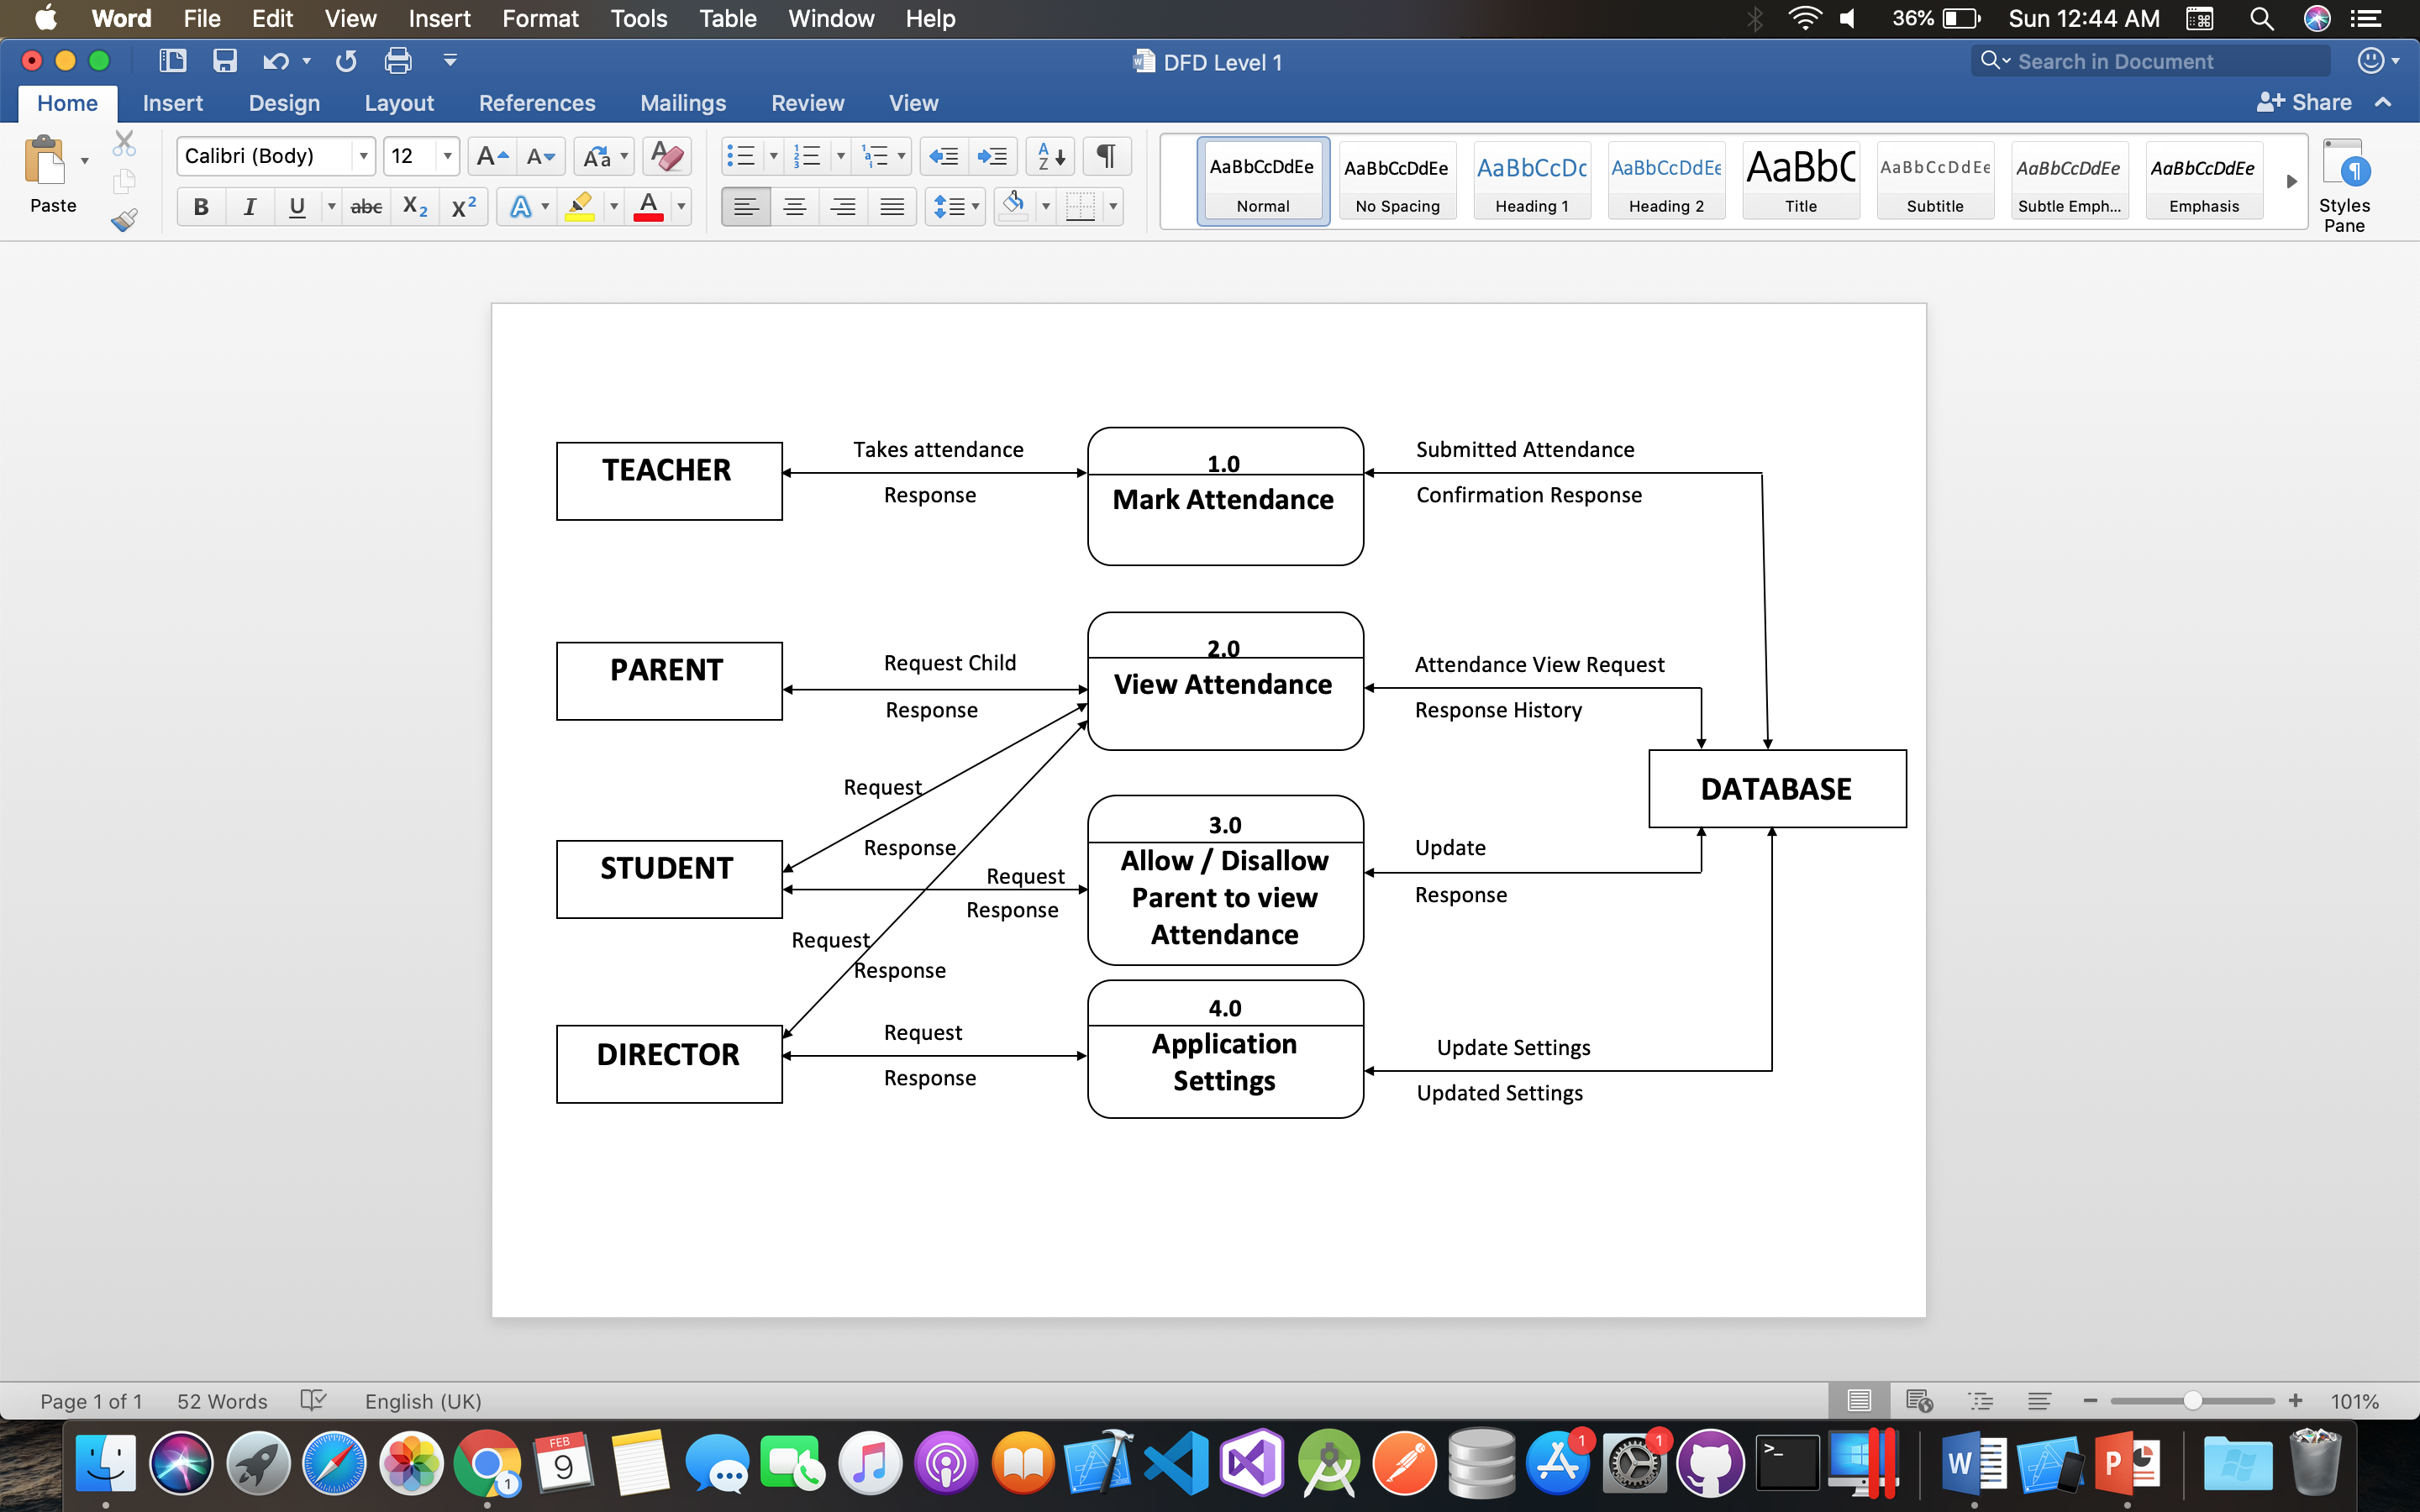 Word File Edit View Insert Format Tools Table Window Help 36% Sun 12:44 AM
DFD Level 1
Search in Document
Home Insert Design Layout References Mailings Review View
Share
Paste
Calibri (Body) 12
AaBbCcDdEe AaBbCcDdEe AaBbCcDc AaBbCcDdEe AaBbC AaBbCcDdEe AaBbCcDdEe AaBbCcDdEe
Normal No Spacing Heading 1 Heading 2 Title Subtitle Subtle Emph... Emphasis
Styles
Pane
TEACHER
Takes attendance
Response
1.0
Mark Attendance
Submitted Attendance
Confirmation Response
PARENT
Request Child
Response
2.0
View Attendance
Attendance View Request
Response History
DATABASE
STUDENT
Request
Response
Request
Response
3.0
Allow / Disallow
Parent to view
Attendance
Update
Response
Request
Response
DIRECTOR
Request
Response
4.0
Application
Settings
Update Settings
Updated Settings
Page 1 of 1 52 Words English (UK) 101%
FEB
9
1
1
1